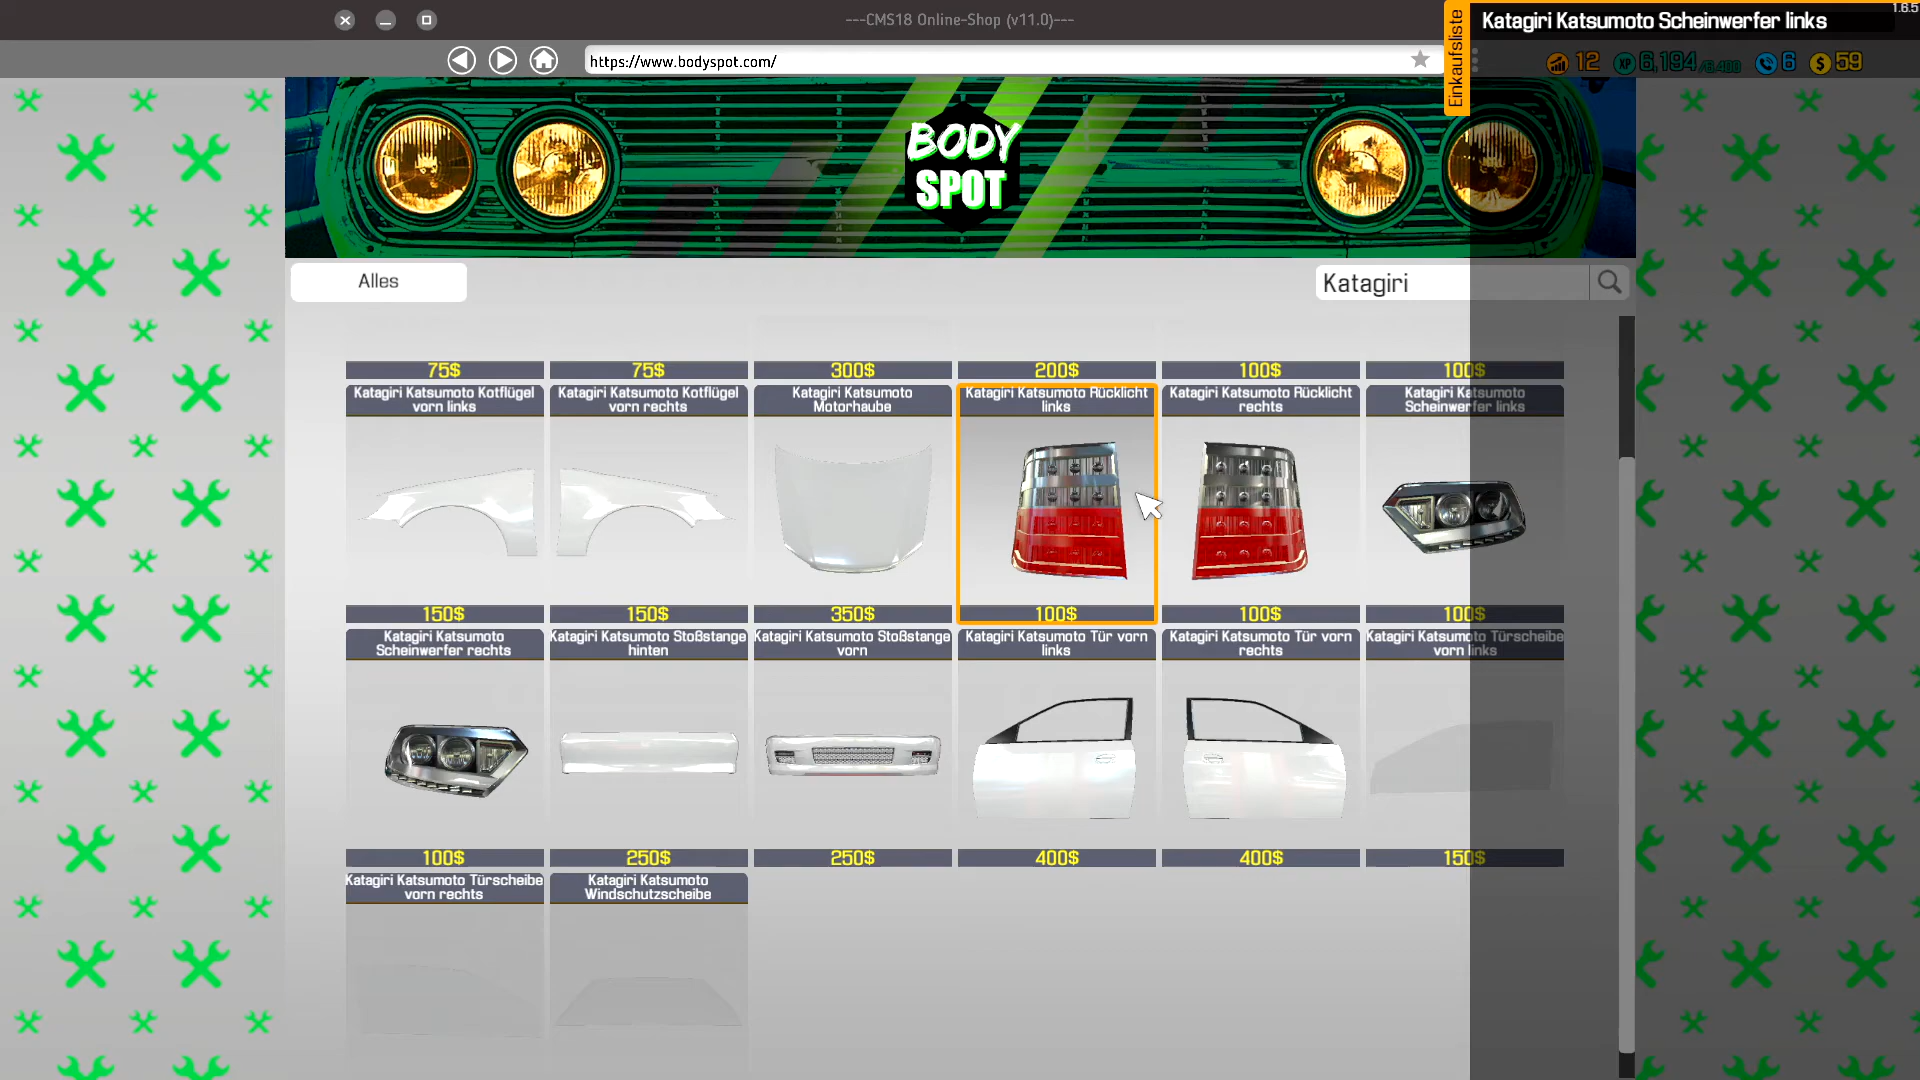 ---CMS18 Online-Shop (v11.0)---
1.6.5
Einkaufsliste
Katagiri Katsumoto Scheinwerfer links
https://www.bodyspot.com/
12
XP 6,194/6,400
6
$ 59
BODY
SPOT
Alles
Katagiri
75$
75$
300$
200$
100$
100$
Katagiri Katsumoto Kotflügel
vorn links
Katagiri Katsumoto Kotflügel
vorn rechts
Katagiri Katsumoto
Motorhaube
Katagiri Katsumoto Rücklicht
links
Katagiri Katsumoto Rücklicht
rechts
Katagiri Katsumoto
Scheinwerfer links
150$
150$
350$
100$
100$
100$
Katagiri Katsumoto
Scheinwerfer rechts
Katagiri Katsumoto Stoßstange
hinten
Katagiri Katsumoto Stoßstange
vorn
Katagiri Katsumoto Tür vorn
links
Katagiri Katsumoto Tür vorn
rechts
Katagiri Katsumoto Türscheibe
vorn links
100$
250$
250$
400$
400$
150$
Katagiri Katsumoto Türscheibe
vorn rechts
Katagiri Katsumoto
Windschutzscheibe